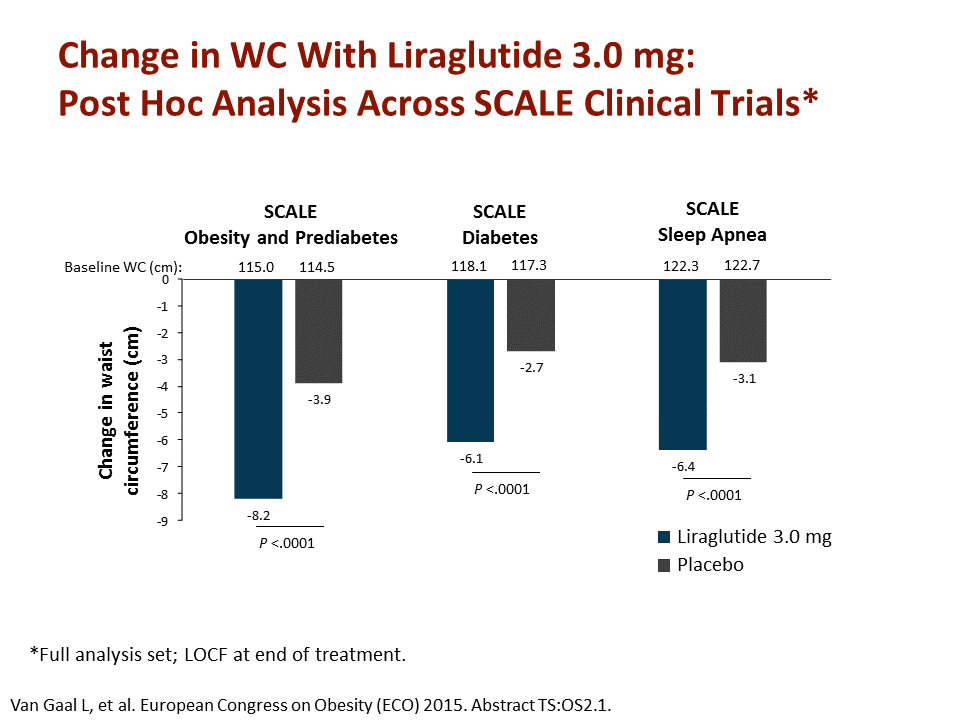 Change in WC With Liraglutide 3.0 mg:
Post Hoc Analysis Across SCALE Clinical Trials*
SCALE
Obesity and Prediabetes
SCALE
Diabetes
SCALE
Sleep Apnea
Baseline WC (cm): 115.0 114.5 118.1 117.3 122.3 122.7
Change in waist
circumference (cm)
0
-1
-2
-3
-4
-5
-6
-7
-8
-9
-8.2
-3.9
P <.0001
-6.1
-2.7
P <.0001
-6.4
-3.1
P <.0001
Liraglutide 3.0 mg
Placebo
*Full analysis set; LOCF at end of treatment.
Van Gaal L, et al. European Congress on Obesity (ECO) 2015. Abstract TS:OS2.1.